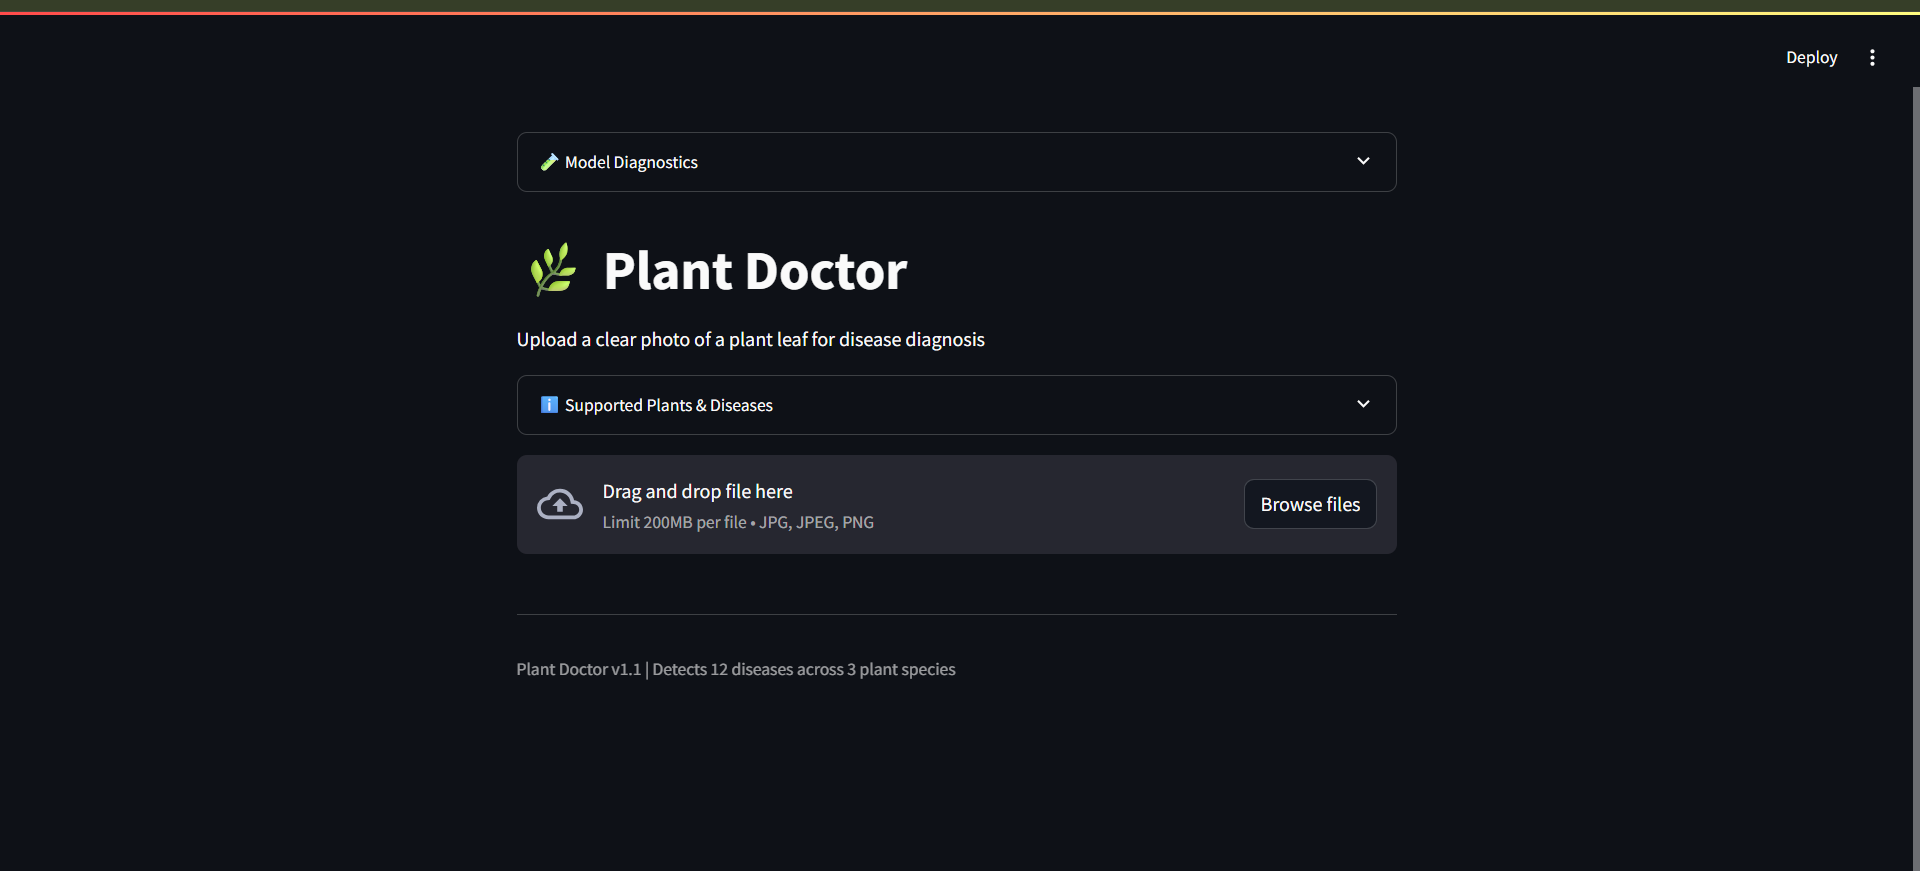 Deploy
Model Diagnostics
Plant Doctor
Upload a clear photo of a plant leaf for disease diagnosis
Supported Plants & Diseases
Drag and drop file here
Limit 200MB per file • JPG, JPEG, PNG
Browse files
Plant Doctor v1.1 | Detects 12 diseases across 3 plant species